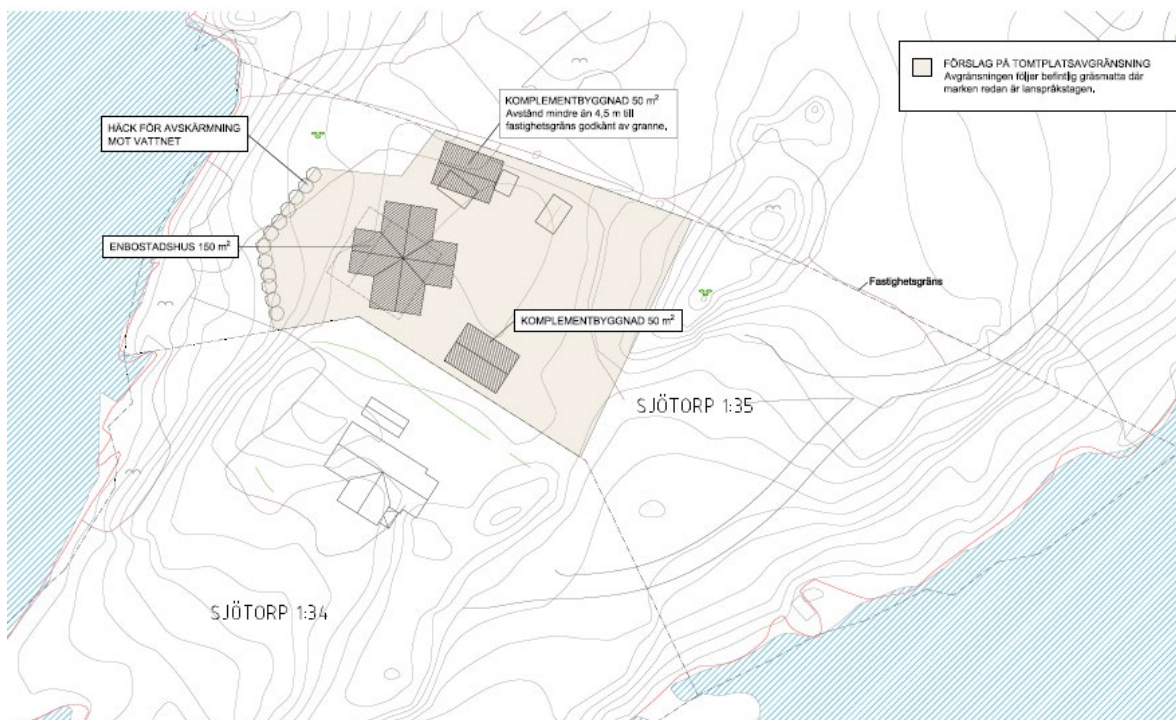 FÖRSLAG PÅ TOMTPLATSAVGRÄNSNING
Avgränsningen följer befintlig gräsmatta där
marken redan är ianspråkstagen.
KOMPLEMENTBYGGNAD 50 m²
Avstånd mindre än 4,5 m till
fastighetsgräns godkänt av granne.
HÄCK FÖR AVSKÄRMNING
MOT VATTNET
ENBOSTADSHUS 150 m²
Fastighetsgräns
KOMPLEMENTBYGGNAD 50 m²
SJÖTORP 1:35
SJÖTORP 1:34